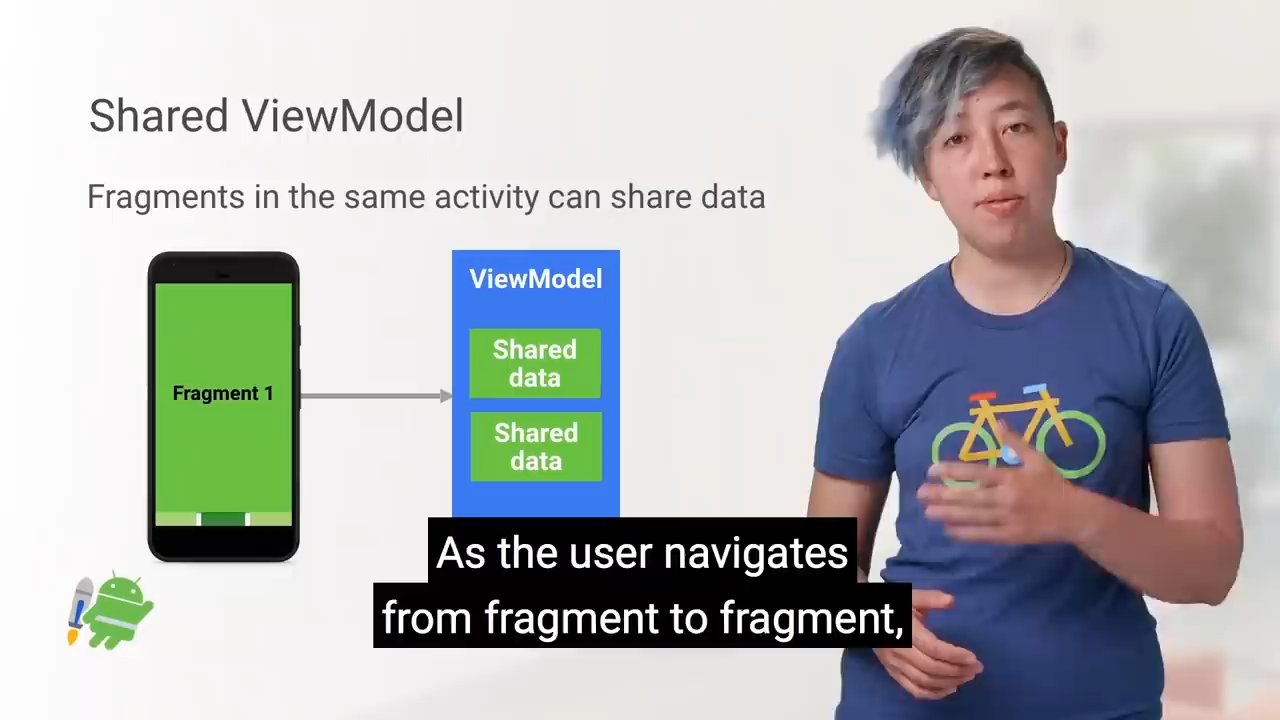 Shared ViewModel
Fragments in the same activity can share data
Fragment 1
ViewModel
Shared
data
Shared
data
As the user navigates
from fragment to fragment,